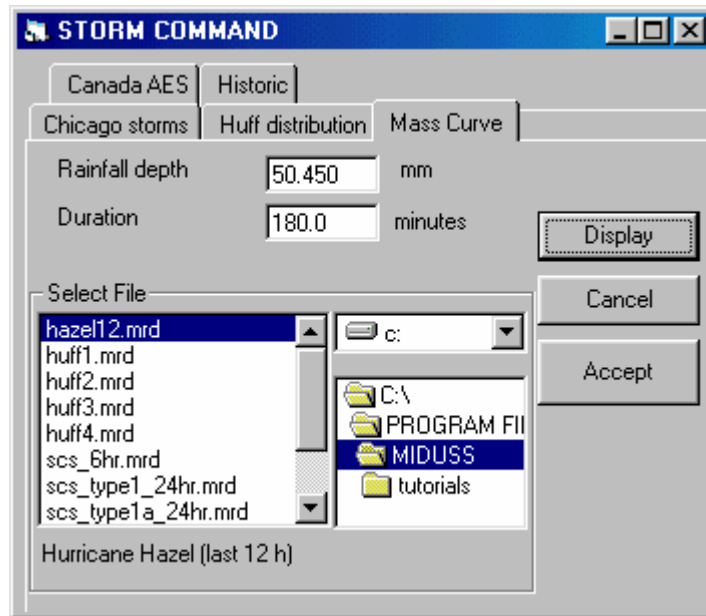 STORM COMMAND
Canada AES Historic
Chicago storms Huff distribution Mass Curve
Rainfall depth 50.450 mm
Duration 180.0 minutes
Display
Cancel
Accept
Select File
hazel12.mrd
huff1.mrd
huff2.mrd
huff3.mrd
huff4.mrd
scs_6hr.mrd
scs_type1_24hr.mrd
scs_type1a_24hr.mrd
c:
C:\
PROGRAM FII
MIDUSS
tutorials
Hurricane Hazel (last 12 h)